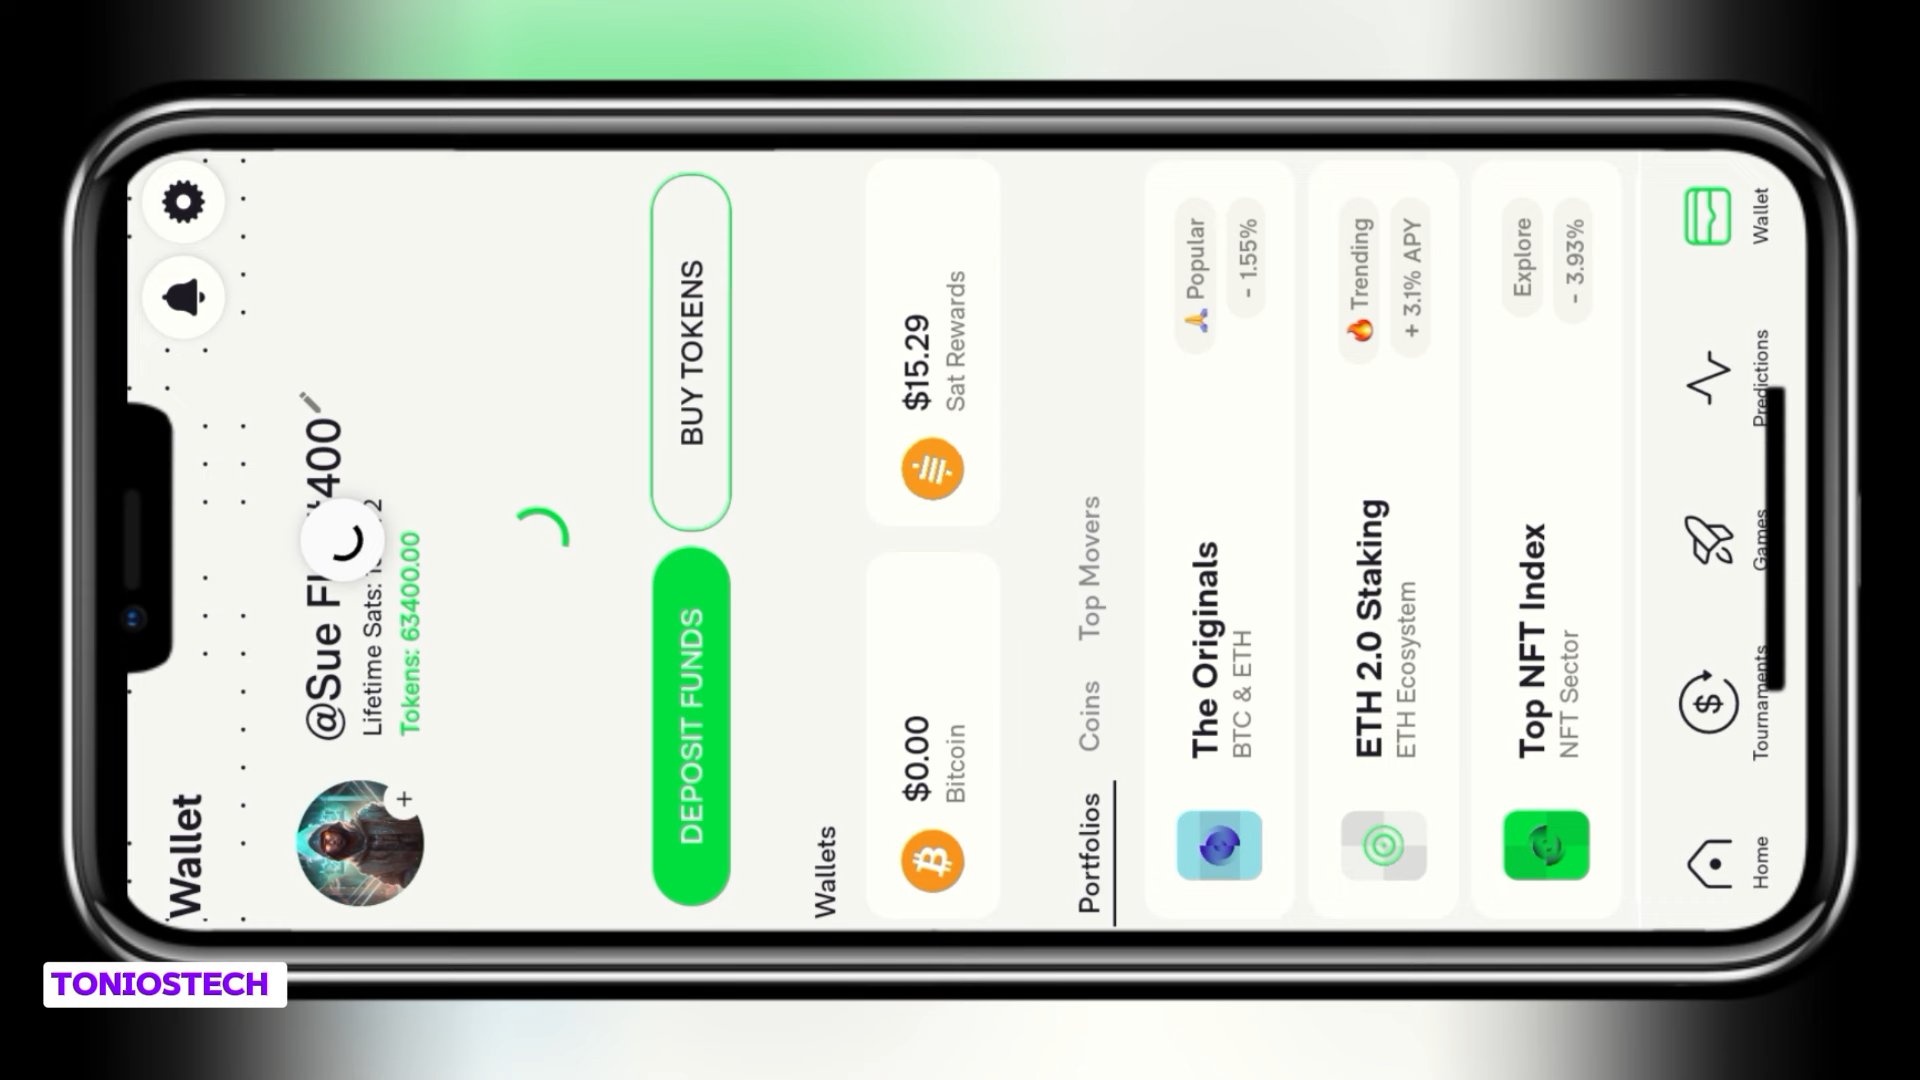 Wallet
@Sue
400
Lifetime Sats:
Tokens: 63400.00
DEPOSIT FUNDS
BUY TOKENS
Wallets
$0.00
Bitcoin
$15.29
Sat Rewards
Portfolios
Coins
Top Movers
The Originals
BTC & ETH
Popular
- 1.55%
ETH 2.0 Staking
ETH Ecosystem
Trending
+ 3.1% APY
Top NFT Index
NFT Sector
Explore
- 3.93%
Home
Tournaments
Games
Predictions
Wallet
TONIOSTECH